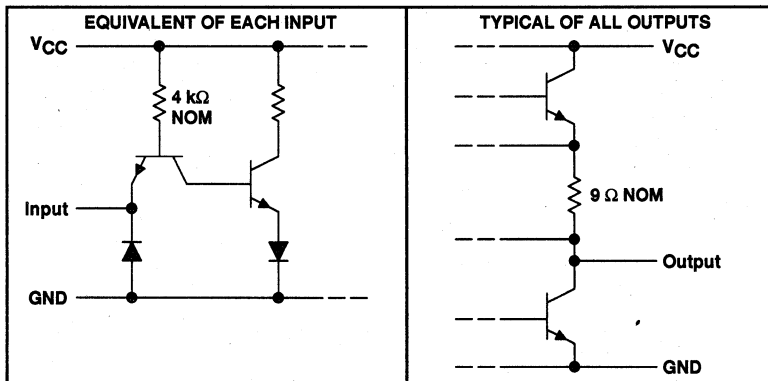 EQUIVALENT OF EACH INPUT
VCC
4 kΩ
NOM
Input
GND
TYPICAL OF ALL OUTPUTS
VCC
9 Ω NOM
Output
GND